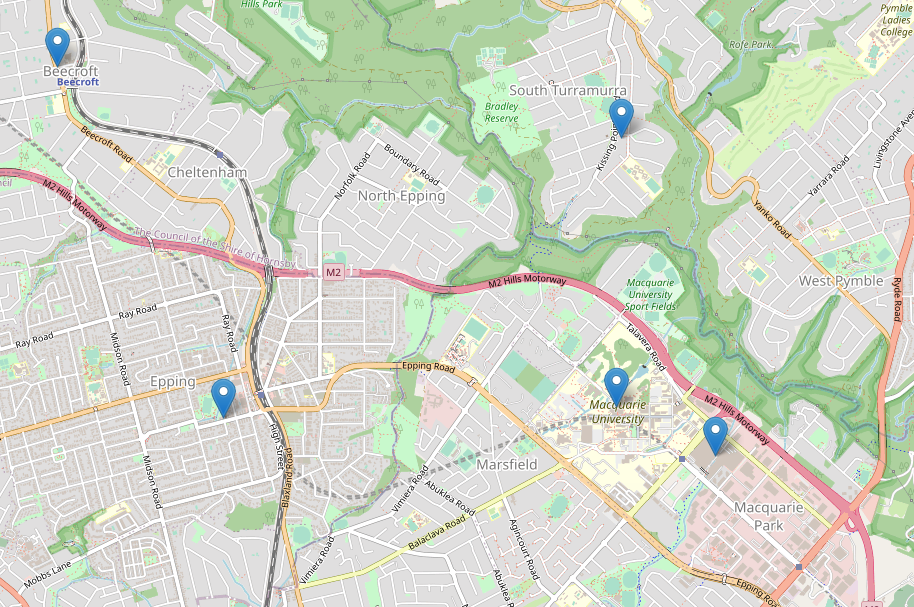 Hills Park
Pymble
Ladies
College
Rofe Park
Beecroft
Beecroft
South Turramurra
Bradley
Reserve
Beecroft Road
Kissing Poi
Livingstone Ave
Boundary Road
Norfolk Road
Cheltenham
Yarrara Road
North Epping
M2 Hills Motorway
Yanko Road
The Council of the Shire of Hornsby
M2
M2 Hills Motorway
Macquarie
University
Sport Fields
West Pymble
Ryde Road
Ray Road
Ray Road
Ray Road
Midson Road
Talavera Road
Epping Road
Epping
Macquarie
University
M2 Hills Motorway
High Street
Blaxland Road
Midson Road
Marsfield
Vimiera Road
Abuklea Road
Macquarie
Park
Balaclava Road
Agincourt Road
Vimiera Road
Mobbs Lane
Abuklea
Epping Roa